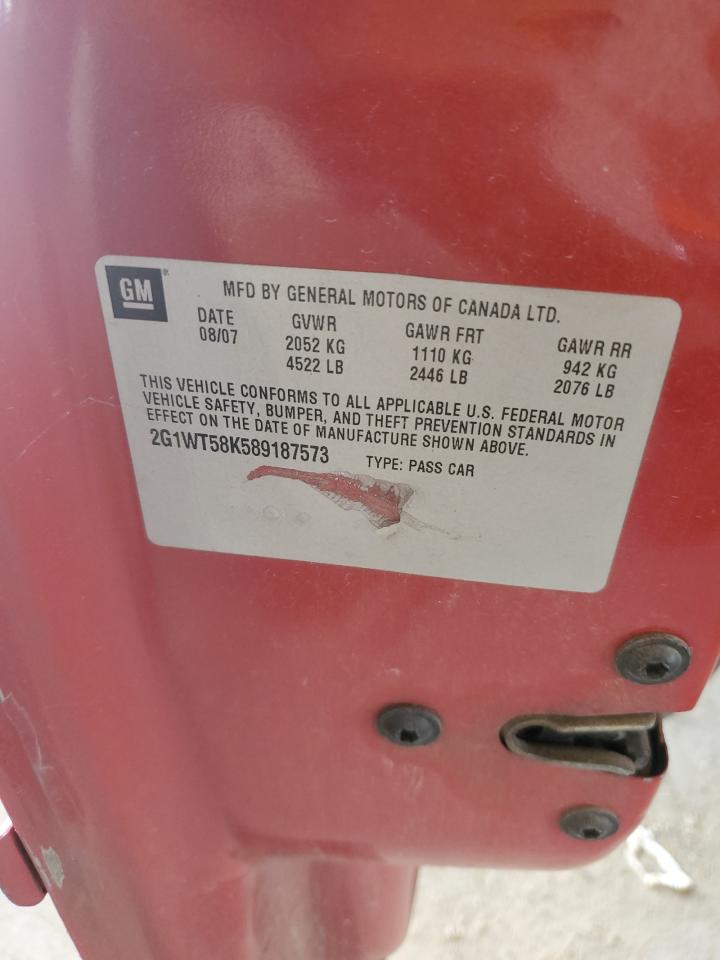 GM
MFD BY GENERAL MOTORS OF CANADA LTD.
DATE GVWR GAWR FRT GAWR RR
08/07 2052 KG 1110 KG 942 KG
4522 LB 2446 LB 2076 LB
THIS VEHICLE CONFORMS TO ALL APPLICABLE U.S. FEDERAL MOTOR
VEHICLE SAFETY, BUMPER, AND THEFT PREVENTION STANDARDS IN
EFFECT ON THE DATE OF MANUFACTURE SHOWN ABOVE.
2G1WT58K589187573 TYPE: PASS CAR